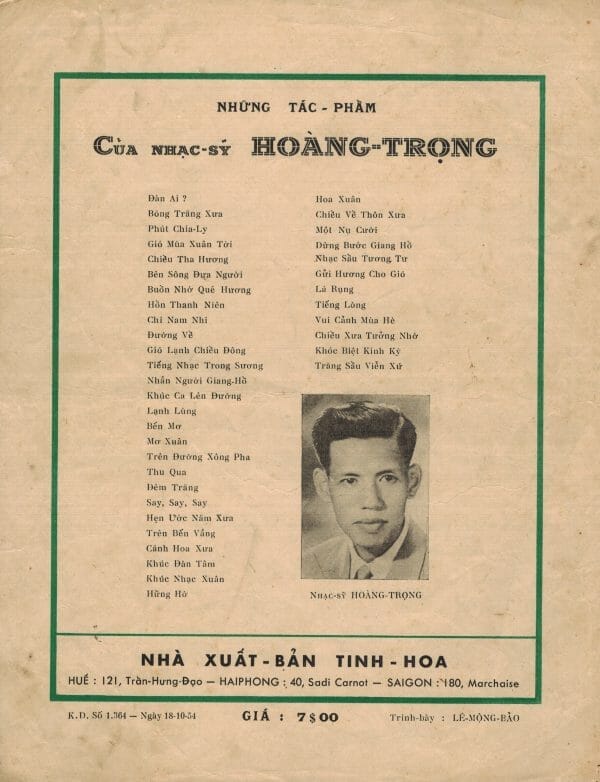 NHỮNG TÁC - PHẨM
CỦA NHẠC-SỸ HOÀNG-TRỌNG
Đàn Ai ?
Bóng Trăng Xưa
Phút Chia-Ly
Gió Mùa Xuân Tới
Chiều Tha Hương
Bên Sông Đưa Người
Buồn Nhớ Quê Hương
Hồn Thanh Niên
Chí Nam Nhi
Đường Về
Gió Lạnh Chiều Đông
Tiếng Nhạc Trong Sương
Nhắn Người Giang-Hồ
Khúc Ca Lên Đường
Lạnh Lùng
Bến Mơ
Mơ Xuân
Trên Đường Xông Pha
Thu Qua
Đêm Trăng
Say, Say, Say
Hẹn Ước Năm Xưa
Trên Bến Vắng
Cánh Hoa Xưa
Khúc Đàn Tâm
Khúc Nhạc Xuân
Hững Hờ
Hoa Xuân
Chiều Về Thôn Xưa
Một Nụ Cười
Dừng Bước Giang Hồ
Nhạc Sầu Tương Tư
Gửi Hương Cho Gió
Lá Rụng
Tiếng Lòng
Vui Cảnh Mùa Hè
Chiều Xưa Tưởng Nhớ
Khóc Biệt Kinh Kỳ
Trăng Sầu Viễn Xứ
NHẠC-SỸ HOÀNG-TRỌNG
NHÀ XUẤT - BẢN TINH - HOA
HUẾ : 121, Trần-Hưng-Đạo — HAIPHONG : 40, Sadi Carnot — SAIGON : 180, Marchaise
K.D. Số 1.364 — Ngày 18-10-54
GIÁ : 7$00
Trình-bày : LÊ-MỘNG-BẢO